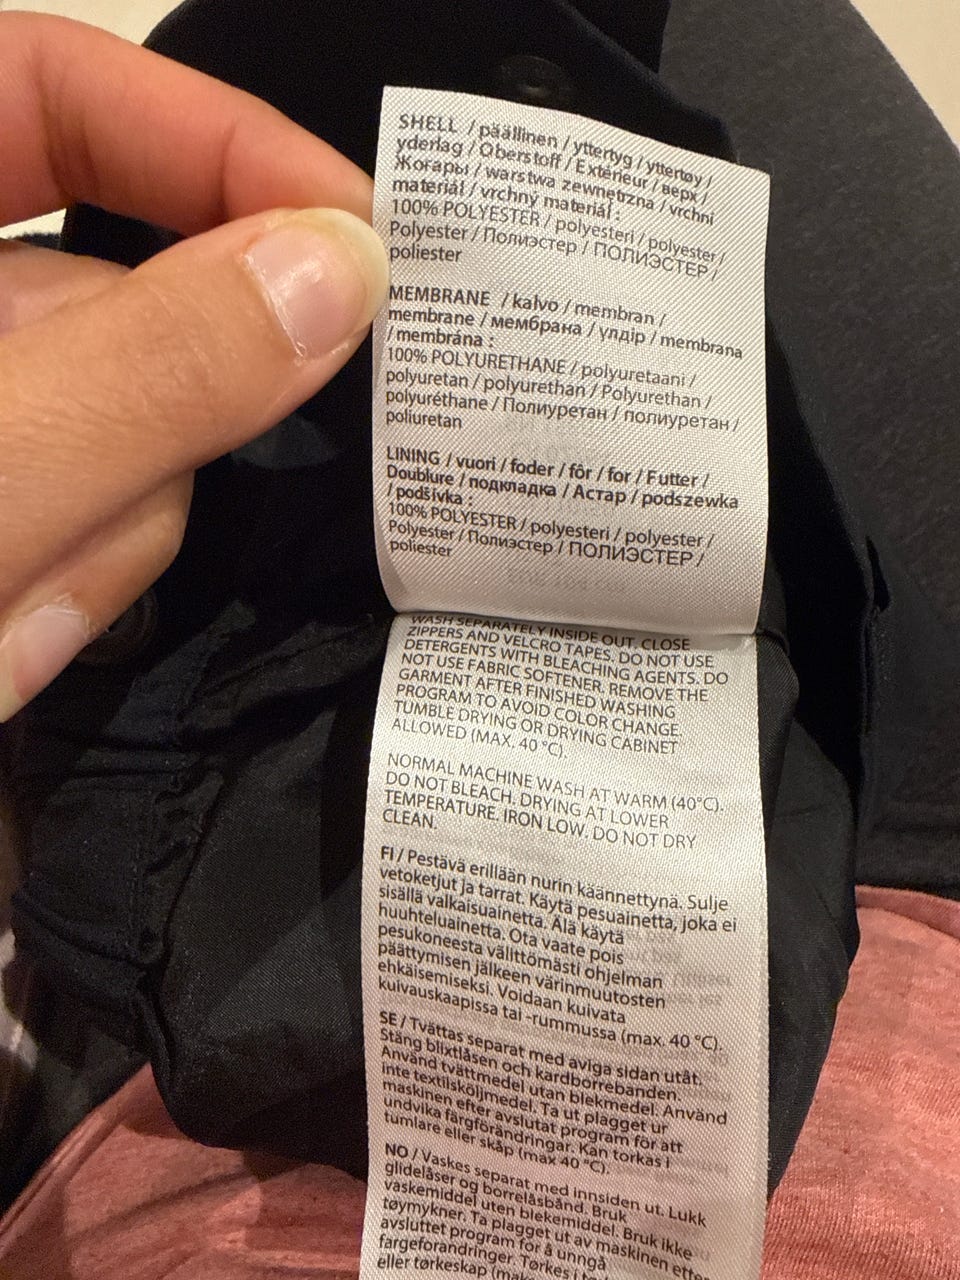 SHELL / päällinen / yttertyg / yttertøy /
yderlag / Oberstoff / Extérieur / верх /
Жоғары / warstwa zewnętrzna / vrchní
materiál / vrchný materiál :
100% POLYESTER / polyesteri / polyester /
Polyester / Полиэстер / ПОЛИЭСТЕР /
poliester
MEMBRANE / kalvo / membran /
membrane / мембрана / үлдір / membrana
/ membrána :
100% POLYURETHANE / polyuretaani /
polyuretan / polyurethan / Polyurethan /
polyuréthane / Полиуретан / полиуретан /
poliuretan
LINING / vuori / foder / fôr / for / Futter /
Doublure / подкладка / Астар / podszewka
/ podšívka :
100% POLYESTER / polyesteri / polyester /
Polyester / Полиэстер / ПОЛИЭСТЕР /
poliester
WASH SEPARATELY INSIDE OUT. CLOSE
ZIPPERS AND VELCRO TAPES. DO NOT USE
DETERGENTS WITH BLEACHING AGENTS. DO
NOT USE FABRIC SOFTENER. REMOVE THE
GARMENT AFTER FINISHED WASHING
PROGRAM TO AVOID COLOR CHANGE.
TUMBLE DRYING OR DRYING CABINET
ALLOWED (MAX. 40 °C).
NORMAL MACHINE WASH AT WARM (40°C).
DO NOT BLEACH. DRYING AT LOWER
TEMPERATURE. IRON LOW. DO NOT DRY
CLEAN.
FI / Pestävä erillään nurin käännettynä. Sulje
vetoketjut ja tarrat. Käytä pesuainetta, joka ei
sisällä valkaisuainetta. Älä käytä
huuhteluainetta. Ota vaate pois
pesukoneesta välittömästi ohjelman
päättymisen jälkeen värinmuutosten
ehkäisemiseksi. Voidaan kuivata
kuivauskaapissa tai -rummussa (max. 40 °C).
SE / Tvättas separat med aviga sidan utåt.
Stäng blixtlåsen och kardborrebanden.
Använd tvättmedel utan blekmedel. Använd
inte textilsköljmedel. Ta ut plagget ur
maskinen efter avslutat program för att
undvika färgförändringar. Kan torkas i
tumlare eller skåp (max 40 °C).
NO / Vaskes separat med innsiden ut. Lukk
glidelåser og borrelåsbånd. Bruk
vaskemiddel uten blekemiddel. Bruk ikke
tøymykner. Ta plagget ut av maskinen etter
avsluttet program for å unngå
fargeforandringer. Tørkes i
eller tørkeskap